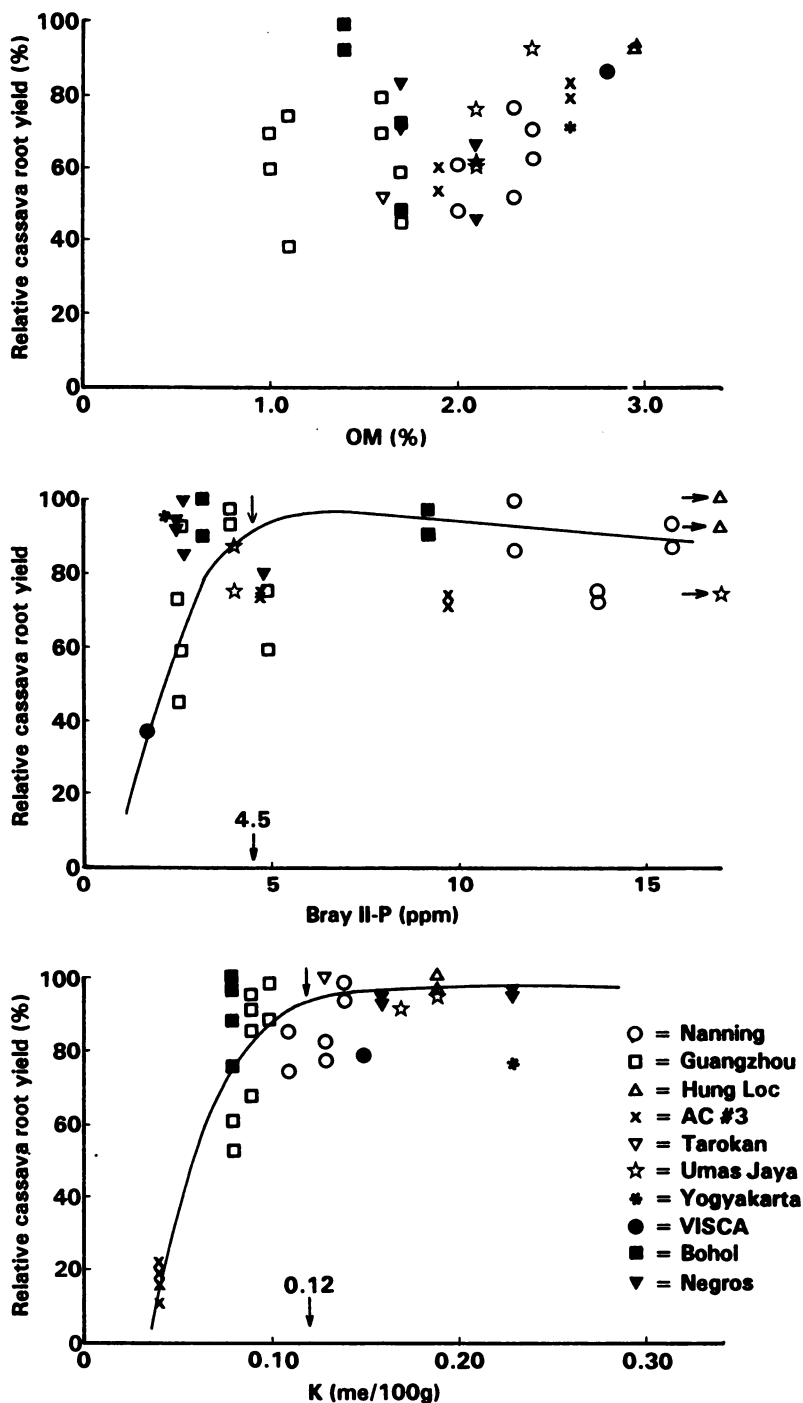 Relative cassava root yield (%)
100
80
60
40
20
0
0
1.0
2.0
3.0
OM (%)
Relative cassava root yield
100
80
60
40
20
0
4.5
0
5
10
15
Bray II-P (ppm)
Relative cassava root yield (%)
100
80
60
40
20
0
0.12
0
0.10
0.20
0.30
K (me/100g)
= Nanning
= Guangzhou
= Hung Loc
= AC #3
= Tarokan
= Umas Jaya
= Yogyakarta
= VISCA
= Bohol
= Negros